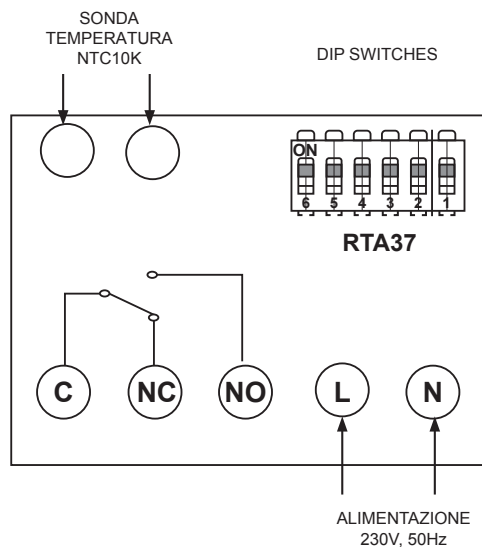 SONDA
TEMPERATURA
NTC10K
DIP SWITCHES
ON
6 5 4 3 2 1
RTA37
C NC NO L N
ALIMENTAZIONE
230V, 50Hz